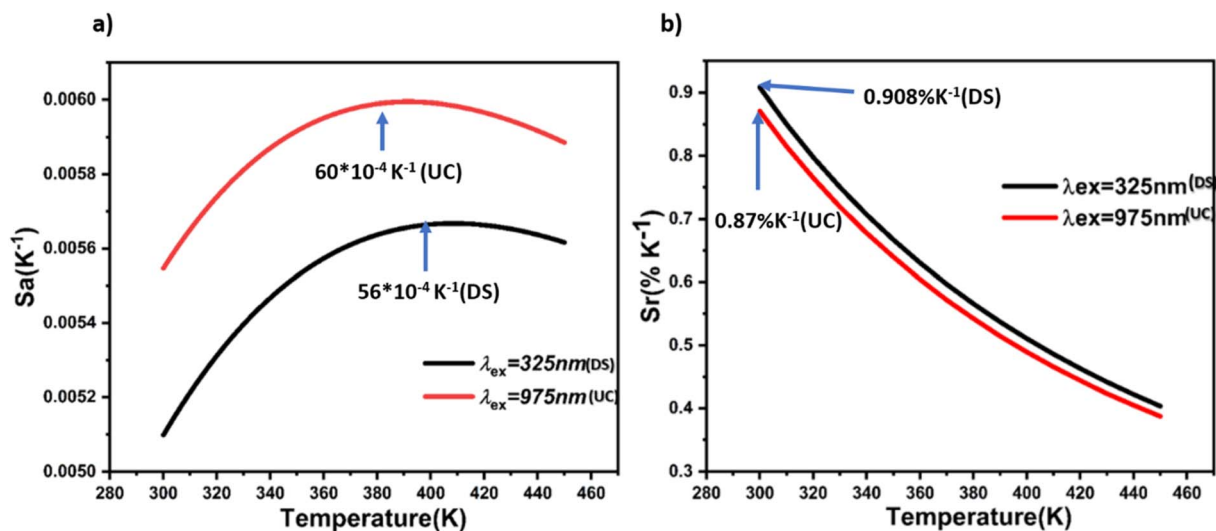 a)
Sa(K⁻¹)
0.0060
0.0058
0.0056
0.0054
0.0052
0.0050
60*10⁻⁴ K⁻¹ (UC)
56*10⁻⁴ K⁻¹(DS)
λex=325nm(DS)
λex=975nm(UC)
280 300 320 340 360 380 400 420 440 460
Temperature(K)
b)
Sr(% K⁻¹)
0.9
0.8
0.7
0.6
0.5
0.4
0.3
0.908%K⁻¹(DS)
0.87%K⁻¹(UC)
λex=325nm(DS)
λex=975nm(UC)
280 300 320 340 360 380 400 420 440 460
Temperature(K)